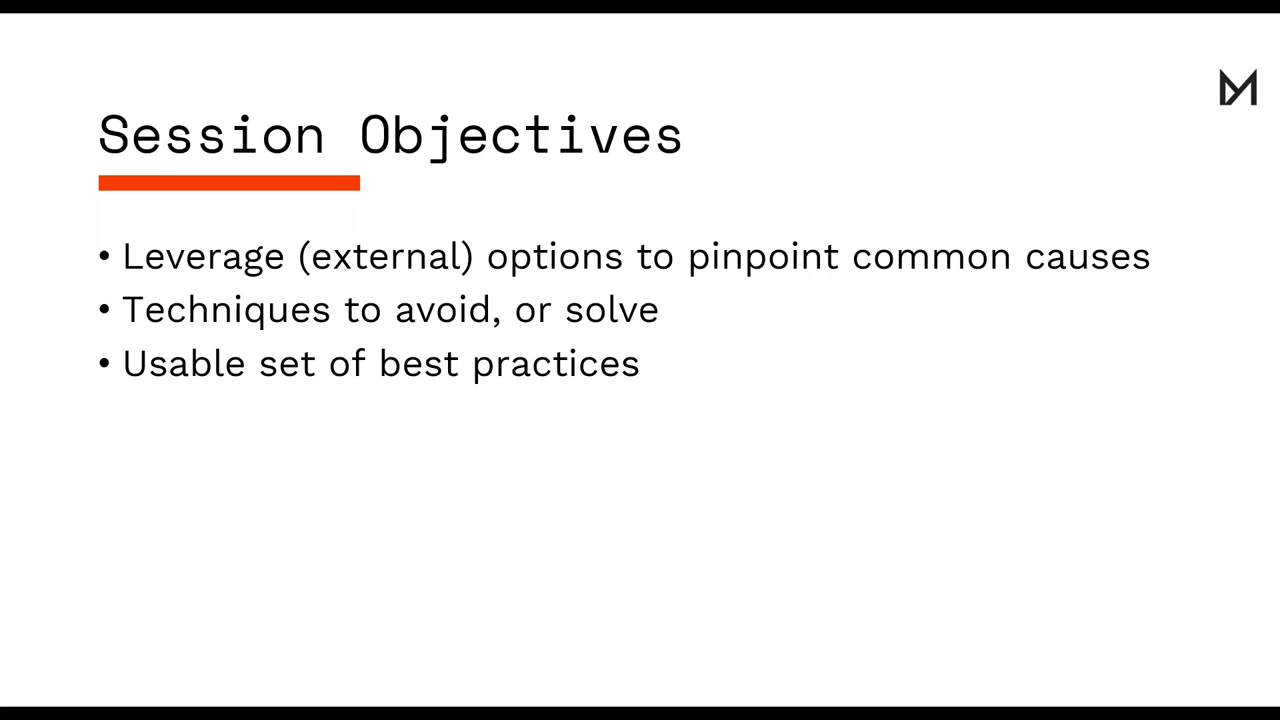 Session Objectives
• Leverage (external) options to pinpoint common causes
• Techniques to avoid, or solve
• Usable set of best practices